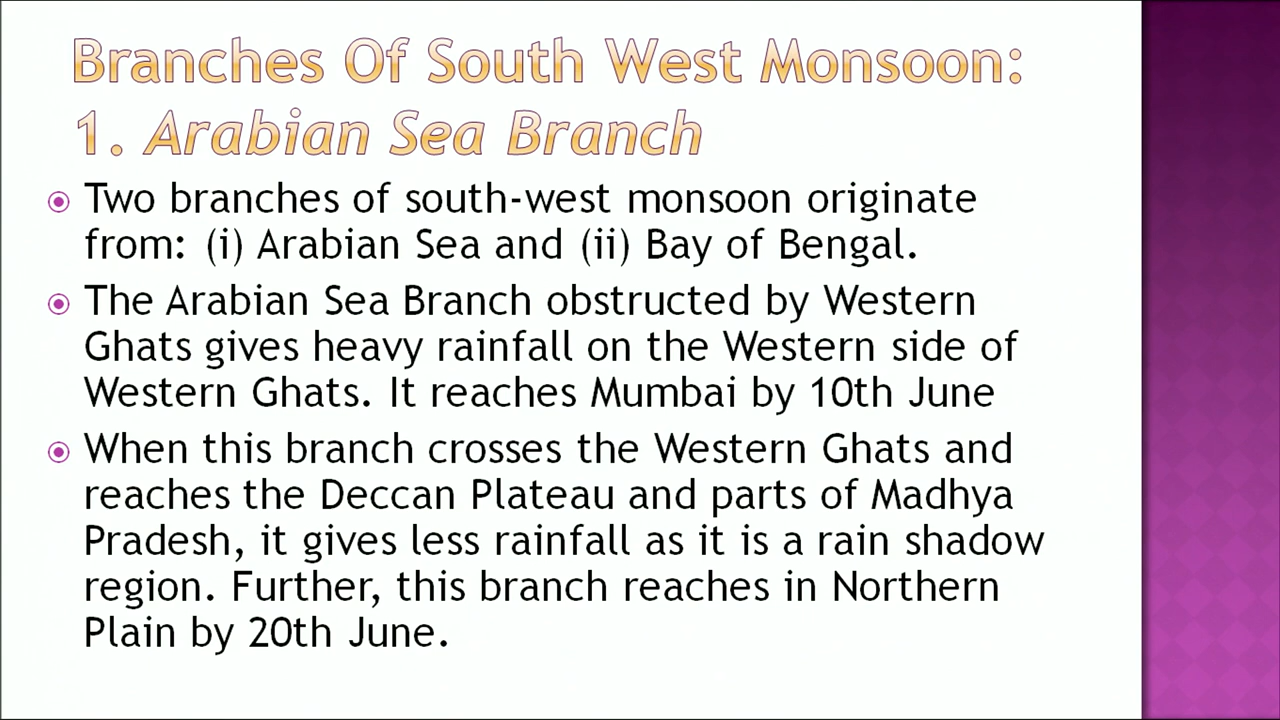 Branches Of South West Monsoon:
1. Arabian Sea Branch
Two branches of south-west monsoon originate
from: (i) Arabian Sea and (ii) Bay of Bengal.
The Arabian Sea Branch obstructed by Western
Ghats gives heavy rainfall on the Western side of
Western Ghats. It reaches Mumbai by 10th June
When this branch crosses the Western Ghats and
reaches the Deccan Plateau and parts of Madhya
Pradesh, it gives less rainfall as it is a rain shadow
region. Further, this branch reaches in Northern
Plain by 20th June.